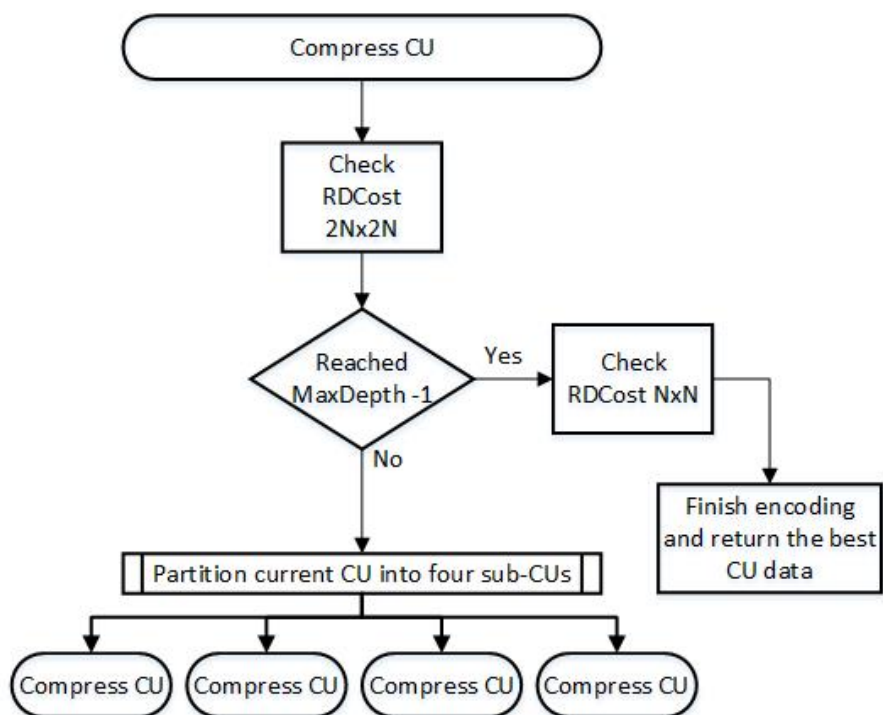 Compress CU
Check
RDCost
2Nx2N
Reached
MaxDepth -1
Yes
Check
RDCost NxN
No
Finish encoding
and return the best
CU data
Partition current CU into four sub-CUs
Compress CU
Compress CU
Compress CU
Compress CU